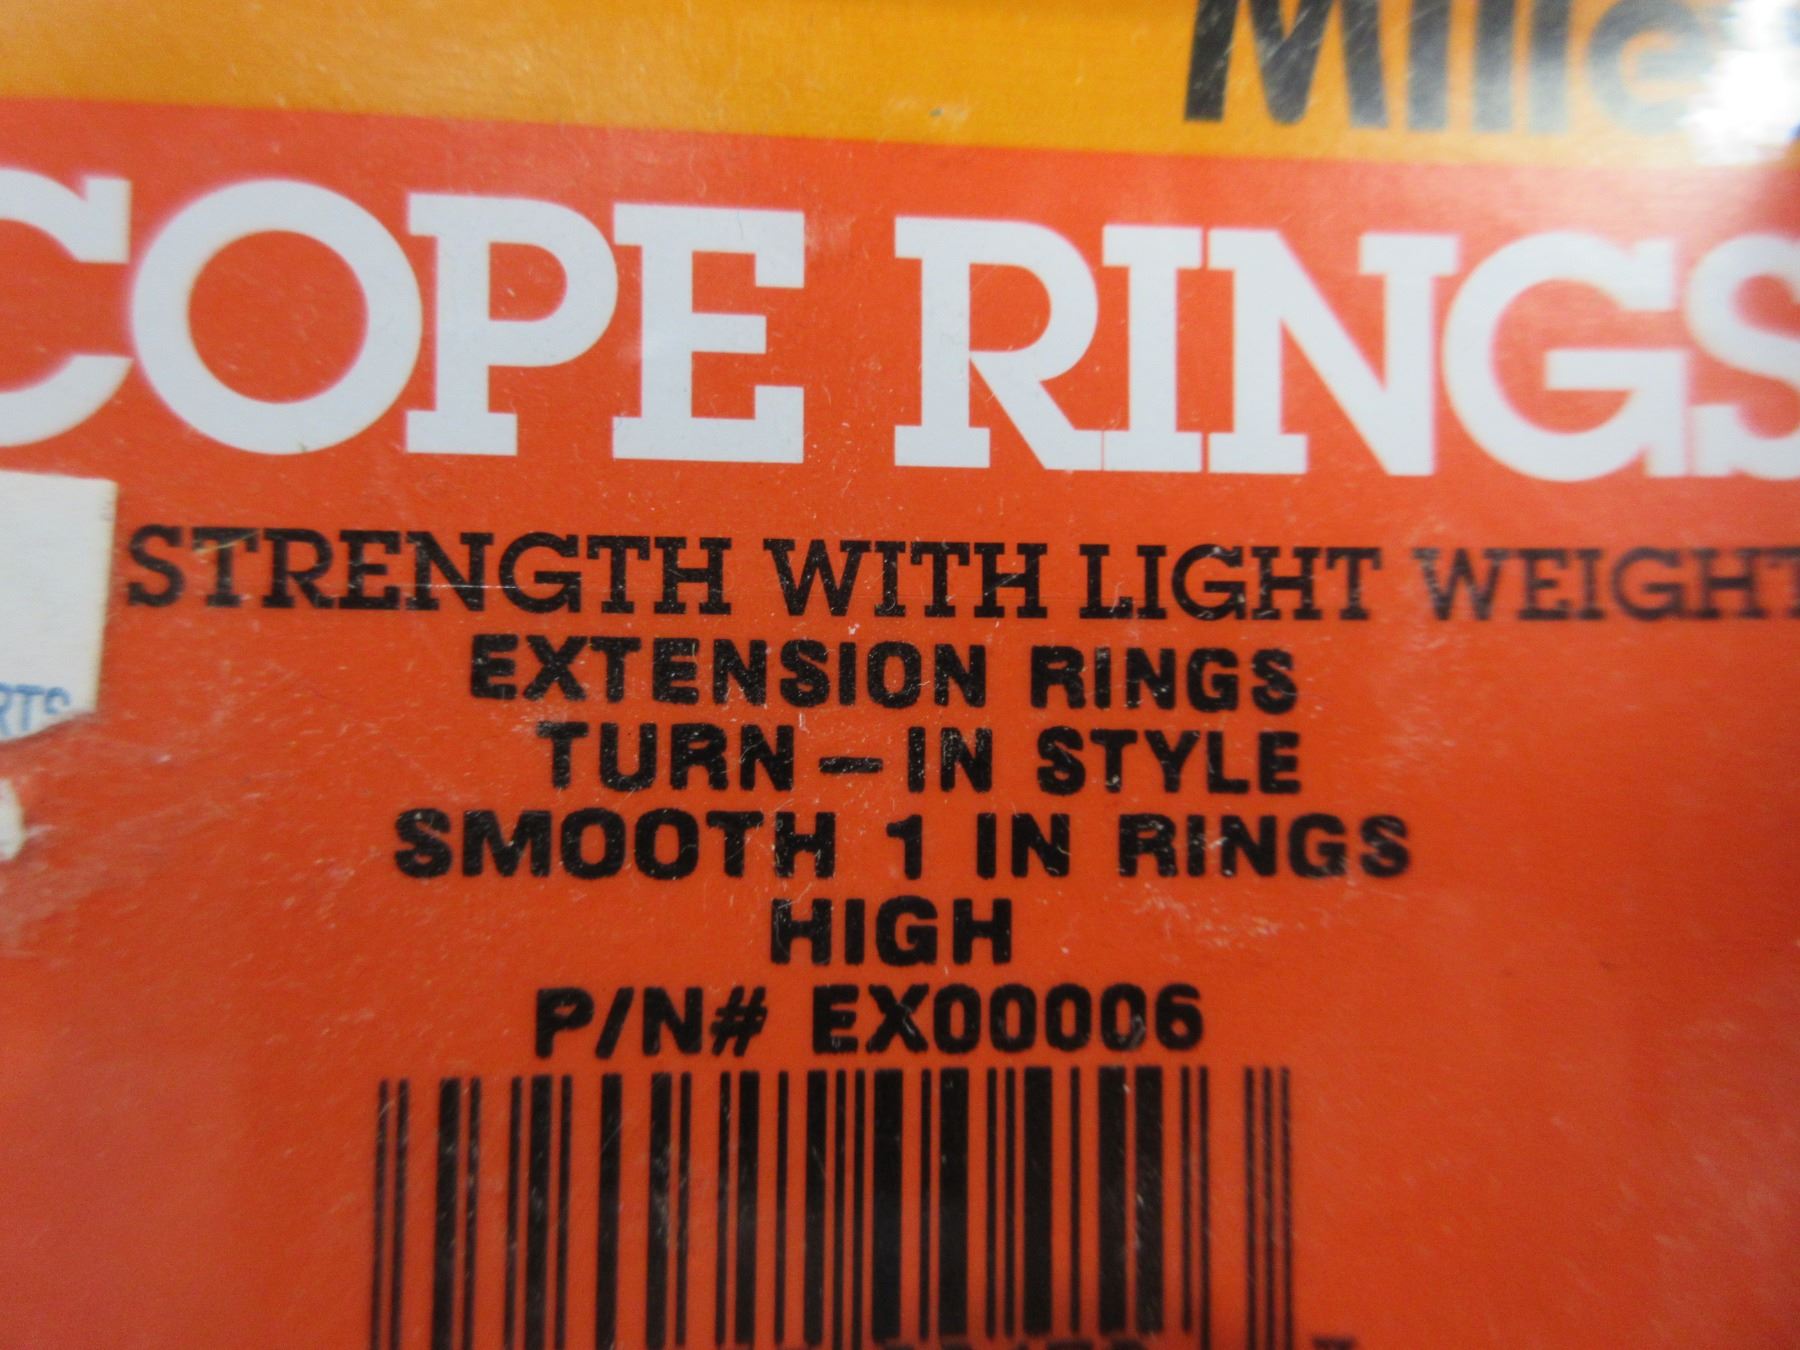 COPE RINGS
STRENGTH WITH LIGHT WEIGHT
EXTENSION RINGS
TURN-IN STYLE
SMOOTH 1 IN RINGS
HIGH
P/N# EX00006